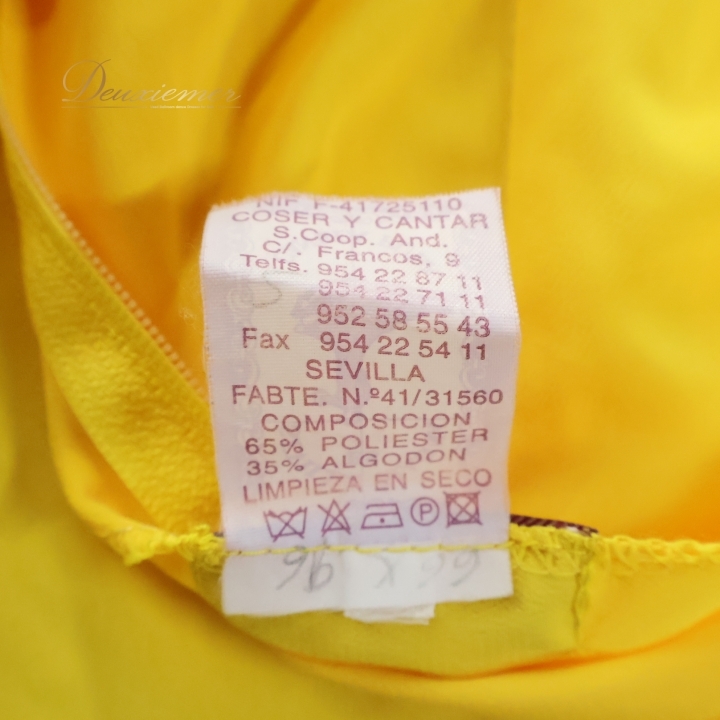 Deuxiemer
NIF F-41725110
COSER Y CANTAR
S.Coop. And.
C/. Francos, 9
Telfs. 954 22 87 11
954 22 71 11
952 58 55 43
Fax 954 22 54 11
SEVILLA
FABTE. N.º41/31560
COMPOSICION
65% POLIESTER
35% ALGODON
LIMPIEZA EN SECO
P